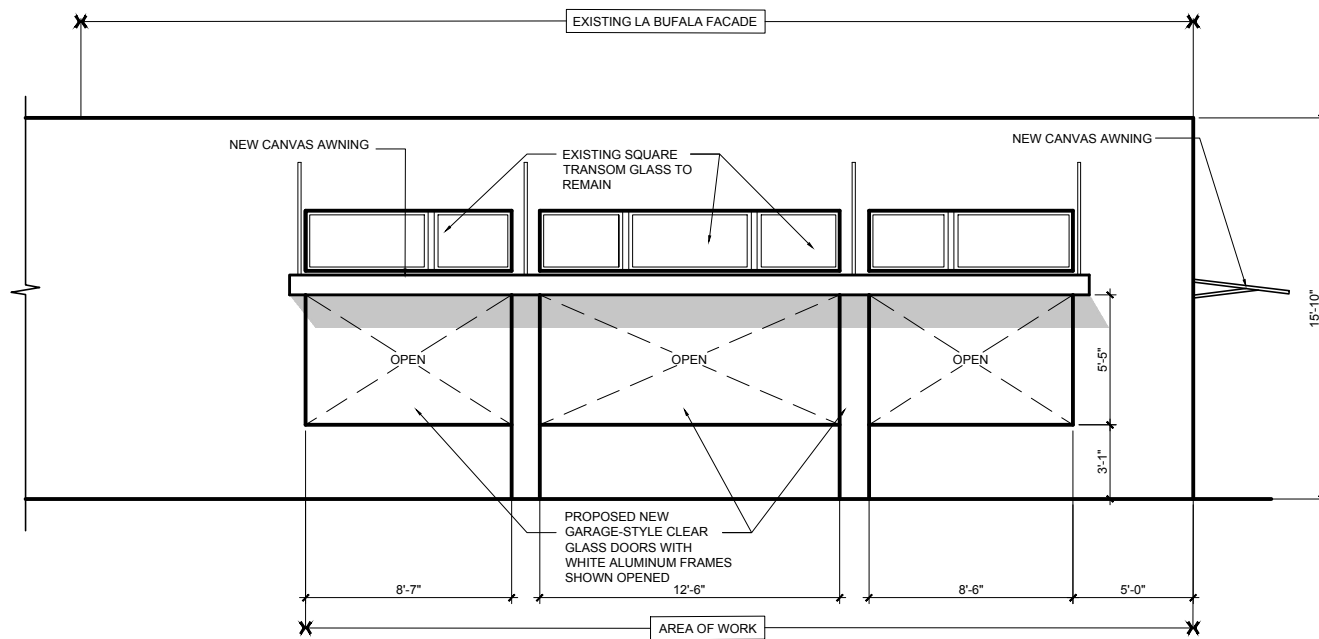 EXISTING LA BUFALA FACADE
NEW CANVAS AWNING
EXISTING SQUARE
TRANSOM GLASS TO
REMAIN
NEW CANVAS AWNING
15'-10"
OPEN
OPEN
OPEN
5'-5"
3'-1"
PROPOSED NEW
GARAGE-STYLE CLEAR
GLASS DOORS WITH
WHITE ALUMINUM FRAMES
SHOWN OPENED
8'-7"
12'-6"
8'-6"
5'-0"
AREA OF WORK